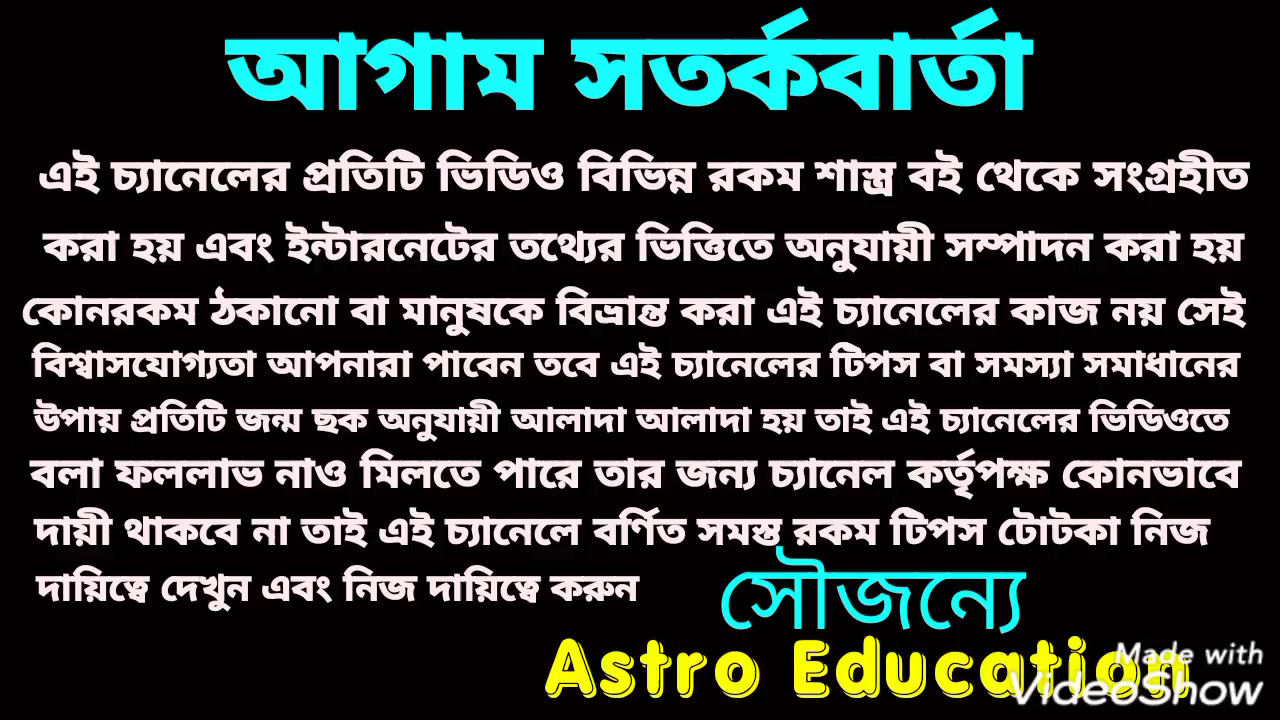 আগাম সতর্কবার্তা
এই চ্যানেলের প্রতিটি ভিডিও বিভিন্ন রকম শাস্ত্র বই থেকে সংগ্রহীত
করা হয় এবং ইন্টারনেটের তথ্যের ভিত্তিতে অনুযায়ী সম্পাদন করা হয়
কোনরকম ঠকানো বা মানুষকে বিভ্রান্ত করা এই চ্যানেলের কাজ নয় সেই
বিশ্বাসযোগ্যতা আপনারা পাবেন তবে এই চ্যানেলের টিপস বা সমস্যা সমাধানের
উপায় প্রতিটি জন্ম ছক অনুযায়ী আলাদা আলাদা হয় তাই এই চ্যানেলের ভিডিওতে
বলা ফললাভ নাও মিলতে পারে তার জন্য চ্যানেল কর্তৃপক্ষ কোনভাবে
দায়ী থাকবে না তাই এই চ্যানেলে বর্ণিত সমস্ত রকম টিপস টোটকা নিজ
দায়িত্বে দেখুন এবং নিজ দায়িত্বে করুন
সৌজন্যে
Astro Education
Made with
VideoShow